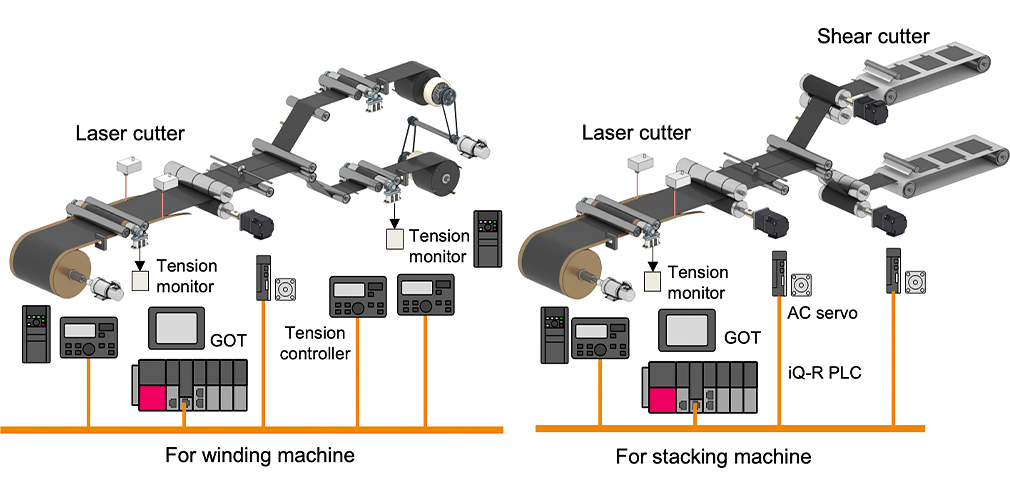 Laser cutter
Tension
monitor
Tension
monitor
GOT
Tension
controller
For winding machine
Shear cutter
Laser cutter
Tension
monitor
GOT
AC servo
iQ-R PLC
For stacking machine